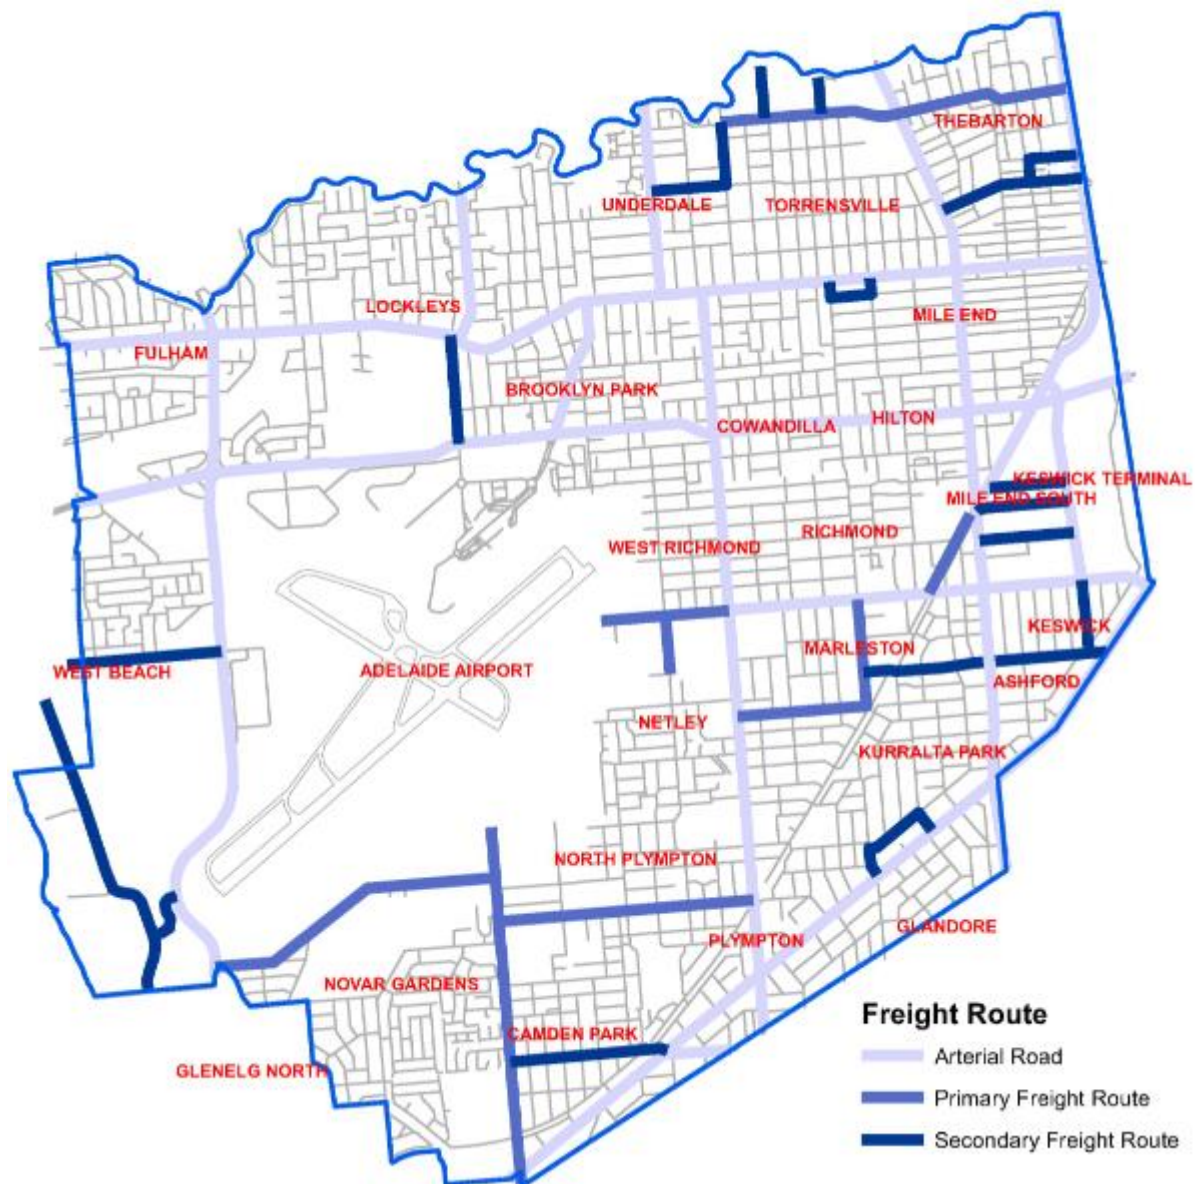 THEBARTON
UNDERDALE
TORRENSVILLE
LOCKLEYS
MILE END
FULHAM
BROOKLYN PARK
COWANDILLA
HILTON
KESWICK TERMINAL
MILE END SOUTH
RICHMOND
WEST RICHMOND
KESWICK
MARLESTON
WEST BEACH
ADELAIDE AIRPORT
ASHFORD
NETLEY
KURRALTA PARK
NORTH PLYMPTON
GLANDORE
PLYMPTON
NOVAR GARDENS
CAMDEN PARK
GLENELG NORTH
Freight Route
Arterial Road
Primary Freight Route
Secondary Freight Route